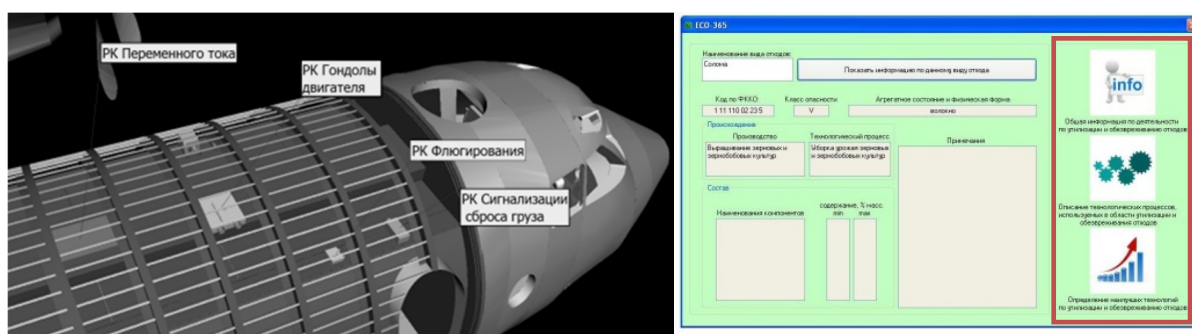 РК Переменного тока
РК Гондолы
двигателя
РК Флюгирования
РК Сигнализации
сброса груза
ECO-365
Наименование вида отходов:
Солома
Показать информацию по данному виду отхода
Код по ФККО:
Класс опасности
Агрегатное состояние и физическая форма
1 11 110 02 23 5
V
волокно
Происхождение
Производство
Технологический процесс
Примечания
Выращивание зерновых и
зернобобовых культур
Уборка урожая зерновых
и зернобобовых культур
Состав
Наименования компонентов
содержание, % масс.
min
max
info
Общая информация по деятельности
по утилизации и обезвреживанию отходов
Описание технологических процессов,
используемых в области утилизации и
обезвреживания отходов
Определение наилучших технологий
по утилизации и обезвреживанию отходов